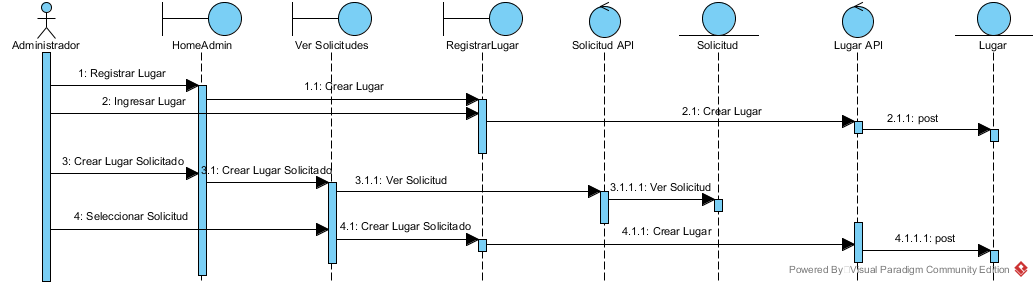 Administrador
HomeAdmin
Ver Solicitudes
RegistrarLugar
Solicitud API
Solicitud
Lugar API
Lugar
1: Registrar Lugar
1.1: Crear Lugar
2: Ingresar Lugar
2.1: Crear Lugar
2.1.1: post
3: Crear Lugar Solicitado
3.1: Crear Lugar Solicitado
3.1.1: Ver Solicitud
3.1.1.1: Ver Solicitud
4: Seleccionar Solicitud
4.1: Crear Lugar Solicitado
4.1.1: Crear Lugar
4.1.1.1: post
Powered By Visual Paradigm Community Edition